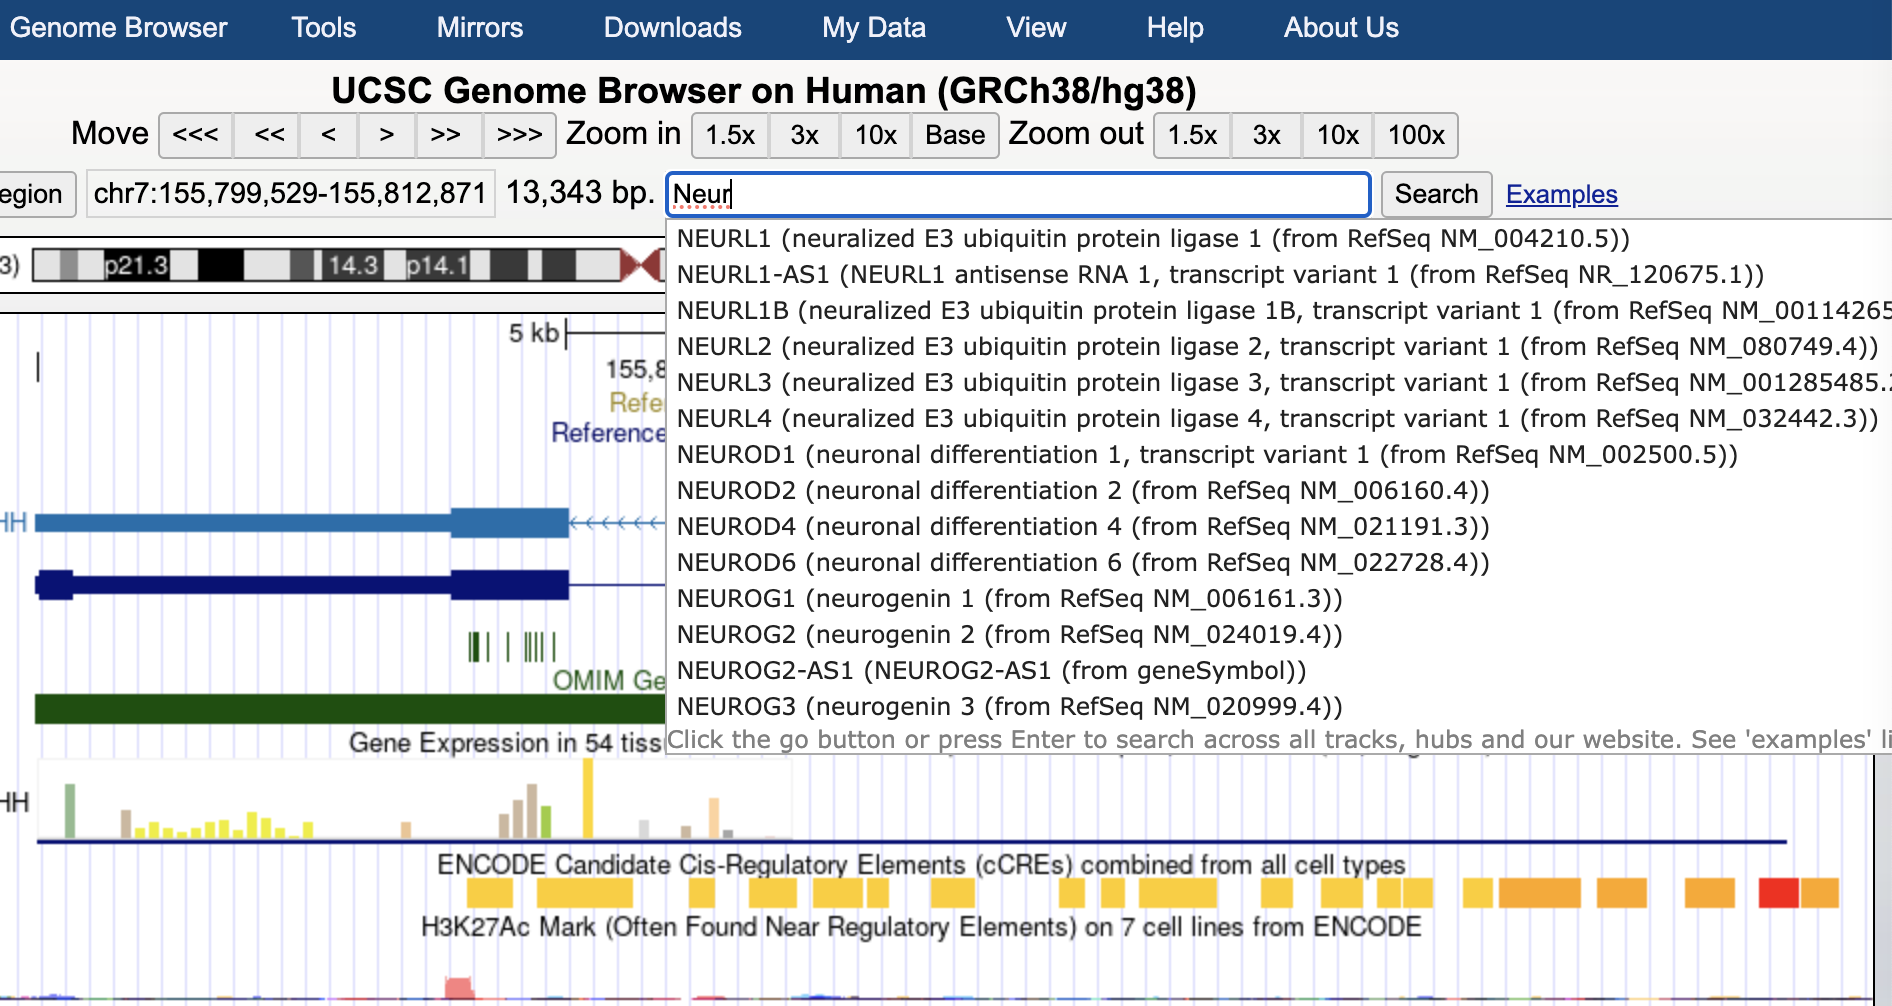 Genome Browser Tools Mirrors Downloads My Data View Help About Us
UCSC Genome Browser on Human (GRCh38/hg38)
Move <<< << < > >> >>> Zoom in 1.5x 3x 10x Base Zoom out 1.5x 3x 10x 100x
egion chr7:155,799,529-155,812,871 13,343 bp. Neur Search Examples
NEURL1 (neuralized E3 ubiquitin protein ligase 1 (from RefSeq NM_004210.5))
3) p21.3 14.3 p14.1
NEURL1-AS1 (NEURL1 antisense RNA 1, transcript variant 1 (from RefSeq NR_120675.1))
NEURL1B (neuralized E3 ubiquitin protein ligase 1B, transcript variant 1 (from RefSeq NM_00114265
5 kb
NEURL2 (neuralized E3 ubiquitin protein ligase 2, transcript variant 1 (from RefSeq NM_080749.4))
155,8
NEURL3 (neuralized E3 ubiquitin protein ligase 3, transcript variant 1 (from RefSeq NM_001285485.
Refe
NEURL4 (neuralized E3 ubiquitin protein ligase 4, transcript variant 1 (from RefSeq NM_032442.3))
Reference
NEUROD1 (neuronal differentiation 1, transcript variant 1 (from RefSeq NM_002500.5))
NEUROD2 (neuronal differentiation 2 (from RefSeq NM_006160.4))
HH
NEUROD4 (neuronal differentiation 4 (from RefSeq NM_021191.3))
NEUROD6 (neuronal differentiation 6 (from RefSeq NM_022728.4))
NEUROG1 (neurogenin 1 (from RefSeq NM_006161.3))
NEUROG2 (neurogenin 2 (from RefSeq NM_024019.4))
NEUROG2-AS1 (NEUROG2-AS1 (from geneSymbol))
OMIM Ge
NEUROG3 (neurogenin 3 (from RefSeq NM_020999.4))
Gene Expression in 54 tiss
Click the go button or press Enter to search across all tracks, hubs and our website. See 'examples' li
HH
ENCODE Candidate Cis-Regulatory Elements (cCREs) combined from all cell types
H3K27Ac Mark (Often Found Near Regulatory Elements) on 7 cell lines from ENCODE